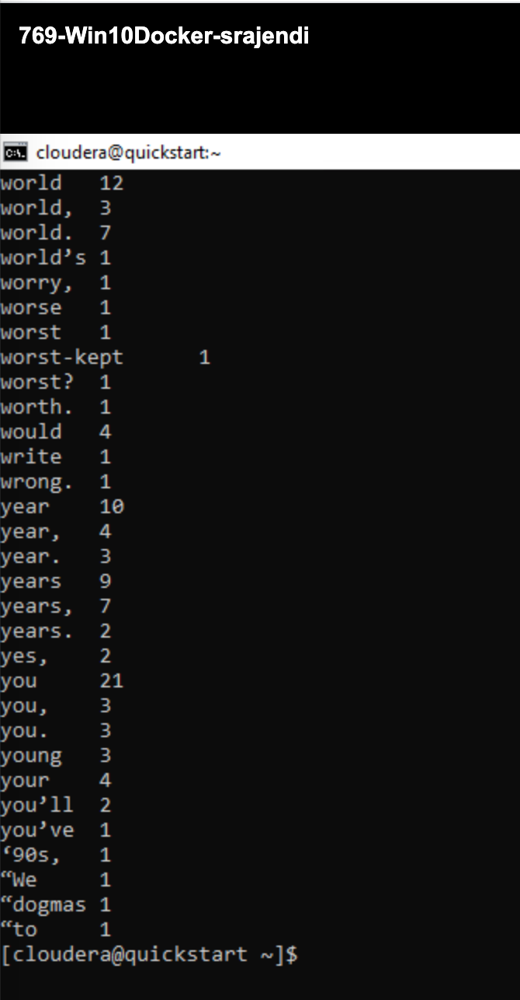 769-Win10Docker-srajendi
cloudera@quickstart:~
world 12
world, 3
world. 7
world’s 1
worry, 1
worse 1
worst 1
worst-kept 1
worst? 1
worth. 1
would 4
write 1
wrong. 1
year 10
year, 4
year. 3
years 9
years, 7
years. 2
yes, 2
you 21
you, 3
you. 3
young 3
your 4
you’ll 2
you’ve 1
‘90s, 1
“We 1
“dogmas 1
“to 1
[cloudera@quickstart ~]$